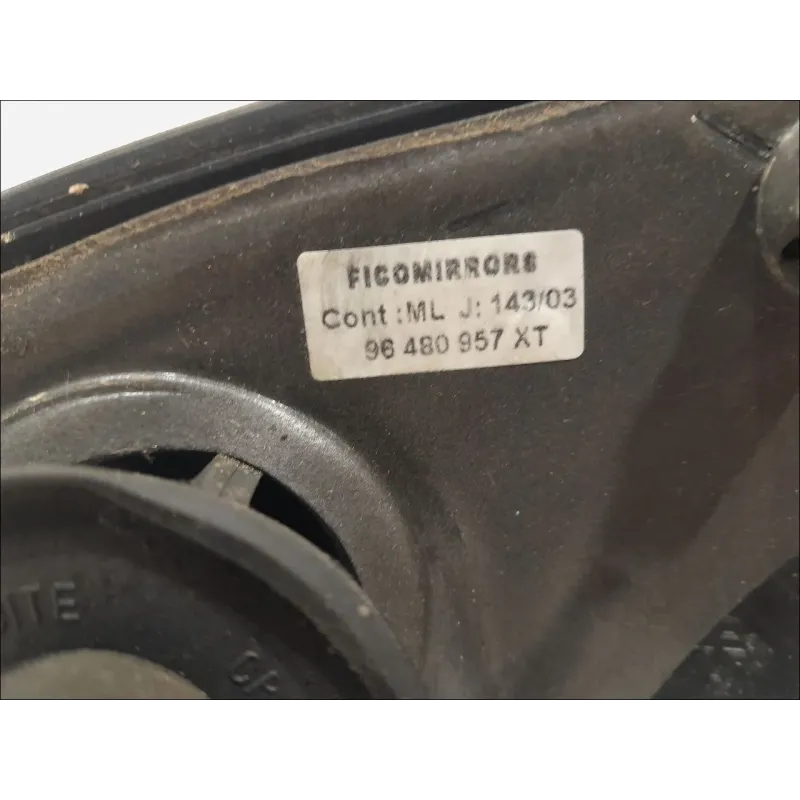 FICOMIRRORS
Cont :ML J: 143/03
96 480 957 XT